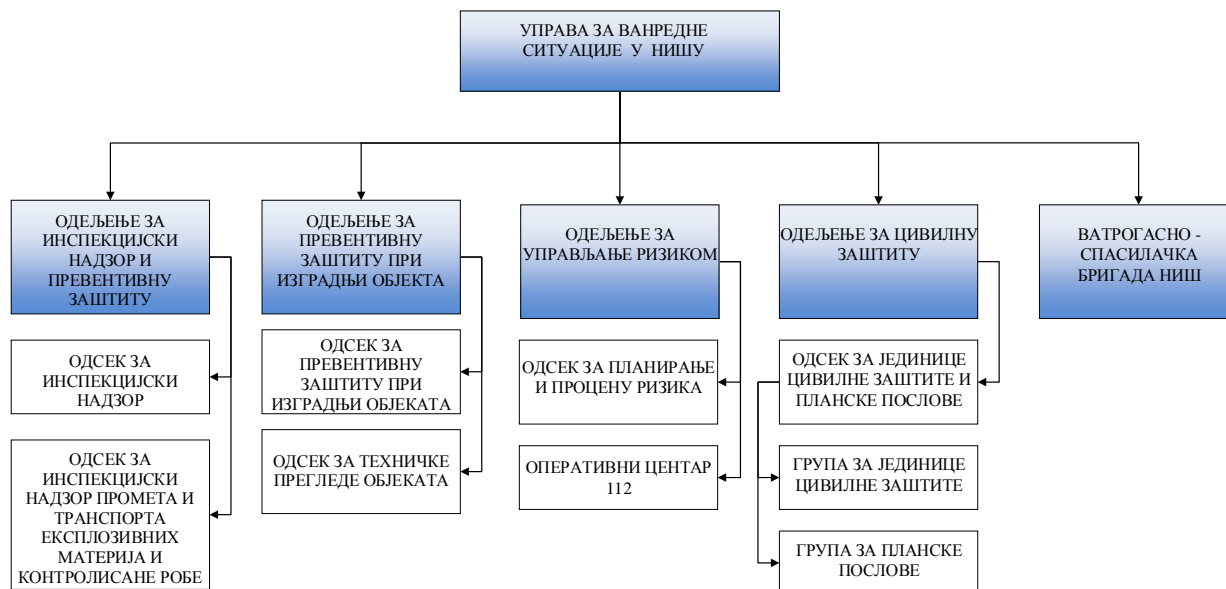 УПРАВА ЗА ВАНРЕДНЕ
СИТУАЦИЈЕ У НИШУ
ОДЕЉЕЊЕ ЗА
ИНСПЕКЦИЈСКИ
НАДЗОР И
ПРЕВЕНТИВНУ
ЗАШТИТУ
ОДЕЉЕЊЕ ЗА
ПРЕВЕНТИВНУ
ЗАШТИТУ ПРИ
ИЗГРАДЊИ ОБЈЕКТА
ОДЕЉЕЊЕ ЗА
УПРАВЉАЊЕ РИЗИКОМ
ОДЕЉЕЊЕ ЗА ЦИВИЛНУ
ЗАШТИТУ
ВАТРОГАСНО -
СПАСИЛАЧКА
БРИГАДА НИШ
ОДСЕК ЗА
ИНСПЕКЦИЈСКИ
НАДЗОР
ОДСЕК ЗА
ПРЕВЕНТИВНУ
ЗАШТИТУ ПРИ
ИЗГРАДЊИ ОБЈЕКАТА
ОДСЕК ЗА ПЛАНИРАЊЕ
И ПРОЦЕНУ РИЗИКА
ОДСЕК ЗА ЈЕДИНИЦЕ
ЦИВИЛНЕ ЗАШТИТЕ И
ПЛАНСКЕ ПОСЛОВЕ
ОДСЕК ЗА
ИНСПЕКЦИЈСКИ
НАДЗОР ПРОМЕТА И
ТРАНСПОРТА
ЕКСПЛОЗИВНИХ
МАТЕРИЈА И
КОНТРОЛИСАНЕ РОБЕ
ОДСЕК ЗА ТЕХНИЧКЕ
ПРЕГЛЕДЕ ОБЈЕКАТА
ОПЕРАТИВНИ ЦЕНТАР
112
ГРУПА ЗА ЈЕДИНИЦЕ
ЦИВИЛНЕ ЗАШТИТЕ
ГРУПА ЗА ПЛАНСКЕ
ПОСЛОВЕ